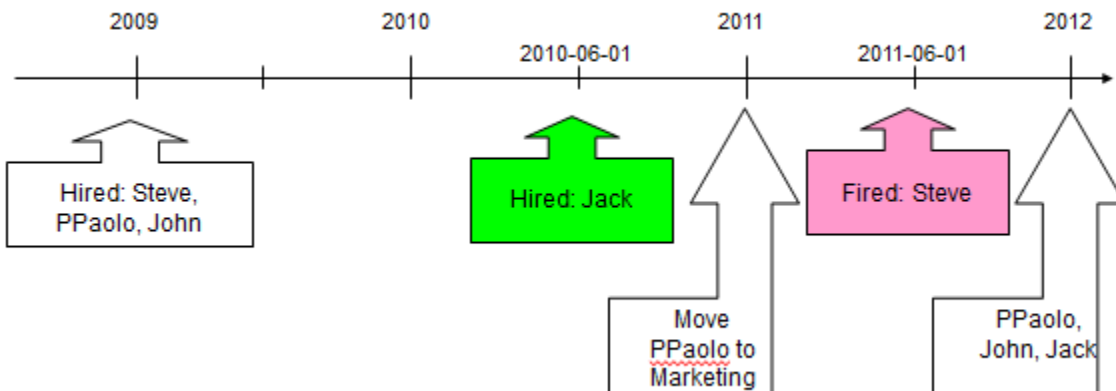 2009
2010
2011
2012
2010-06-01
2011-06-01
Hired: Steve,
PPaolo, John
Hired: Jack
Fired: Steve
Move
PPaolo to
Marketing
PPaolo,
John, Jack